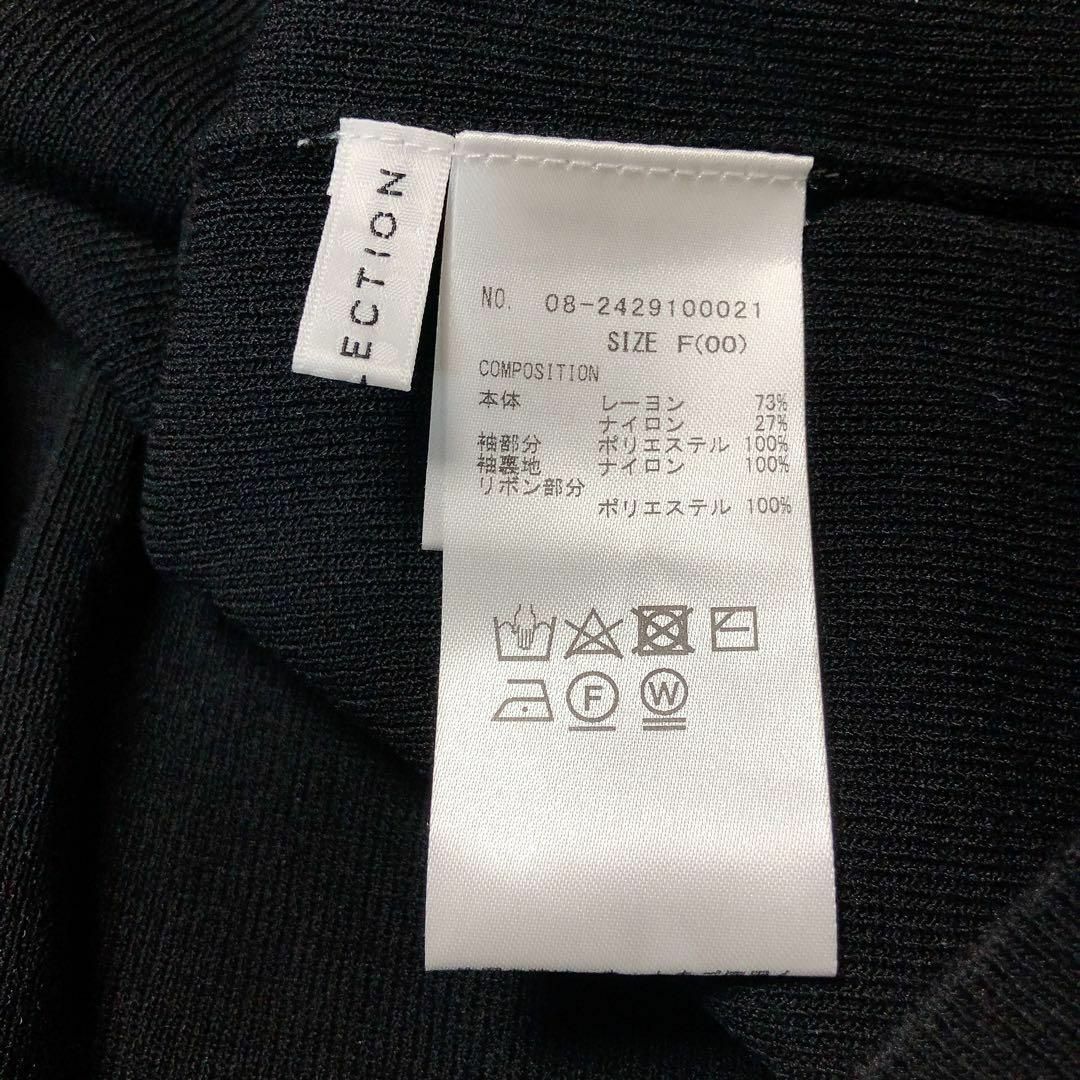 ECTION
NO. 08-2429100021
SIZE F(00)
COMPOSITION
本体 レーヨン 73%
ナイロン 27%
袖部分 ポリエステル 100%
袖裏地 ナイロン 100%
リボン部分
ポリエステル 100%
F
W